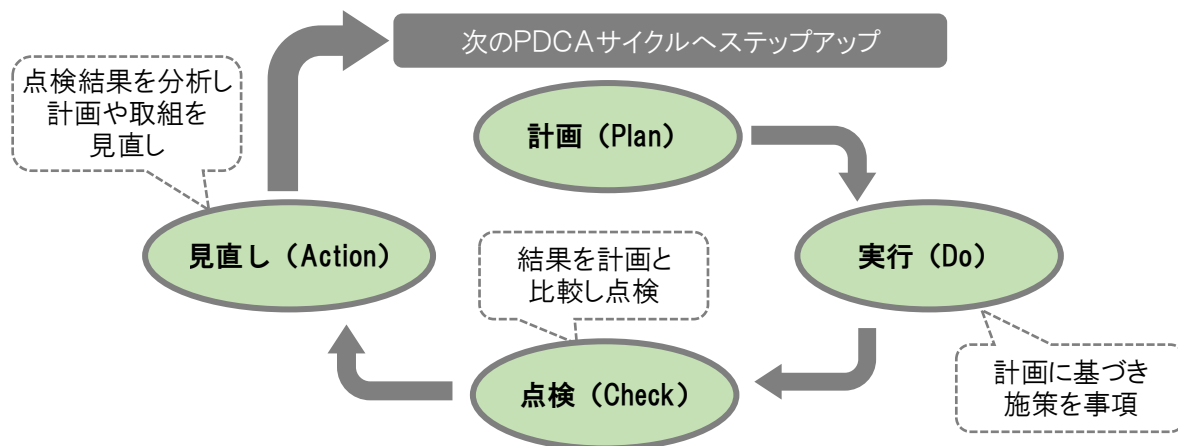 次のPDCAサイクルへステップアップ
点検結果を分析し
計画や取組を
見直し
計画（Plan）
見直し（Action）
結果を計画と
比較し点検
実行（Do）
点検（Check）
計画に基づき
施策を事項